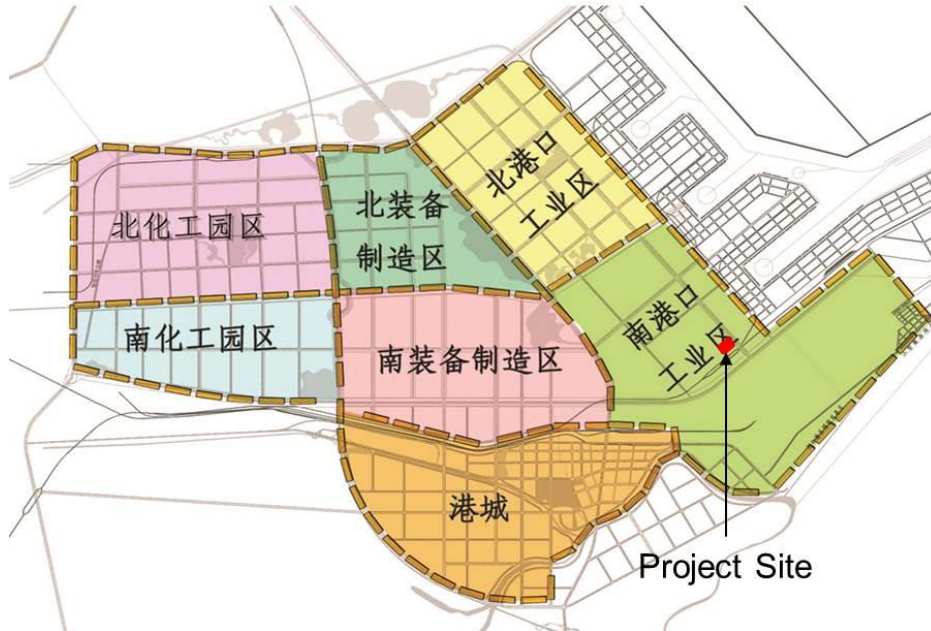 北港口
工业区
北装备
制造区
北化工园区
南港口
工业区
南化工园区
南装备制造区
港城
Project Site